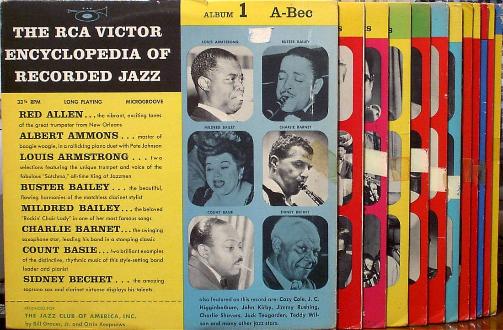 THE RCA VICTOR
ENCYCLOPEDIA OF
RECORDED JAZZ
ALBUM 1 A-Bec
33⅓ RPM LONG PLAYING MICROGROOVE
RED ALLEN . . . the vibrant, exciting tones
of the great trumpeter from New Orleans
ALBERT AMMONS . . . master of
boogie woogie, in a rollicking piano duet with Pete Johnson
LOUIS ARMSTRONG . . . two
selections featuring the unique trumpet and voice of the
fabulous "Satchmo," all-time King of Jazzmen
BUSTER BAILEY . . . the beautiful,
flowing harmonies of the matchless clarinet stylist
MILDRED BAILEY . . . the beloved
"Rockin' Chair Lady" in one of her most famous songs
CHARLIE BARNET . . . the swinging
saxophone star, leading his band in a stomping classic
COUNT BASIE . . . two brilliant examples
of the distinctive, rhythmic music of this style-setting band
leader and pianist
SIDNEY BECHET . . . the amazing
soprano sax and clarinet virtuoso displays his talents
THE JAZZ CLUB OF AMERICA, INC.
by Bill Grauer, Jr. and Orrin Keepnews
LOUIS ARMSTRONG BUSTER BAILEY
MILDRED BAILEY CHARLIE BARNET
COUNT BASIE SIDNEY BECHET
also featured on this record are: Cozy Cole, J. C.
Higginbotham, John Kirby, Jimmy Rushing,
Charlie Shavers, Jack Teagarden, Teddy Wil-
son and many other jazz stars.